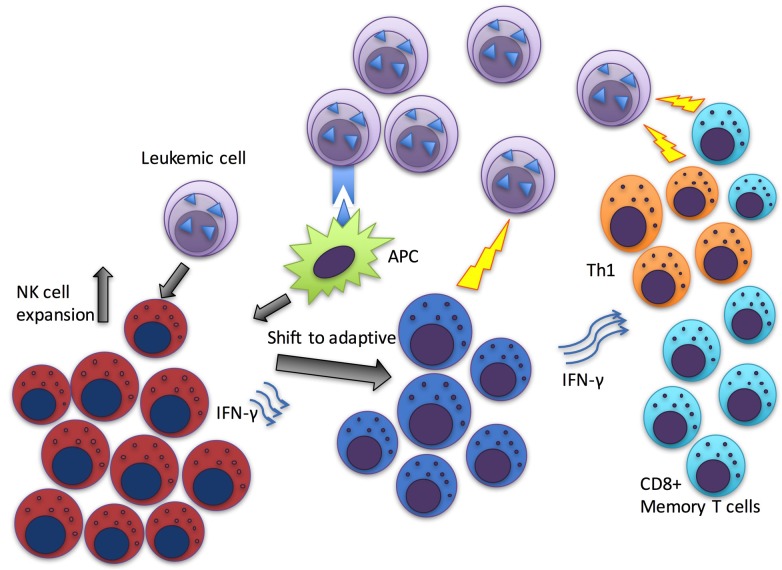 Leukemic cell
APC
NK cell
expansion
Shift to adaptive
IFN-γ
IFN-γ
Th1
CD8+
Memory T cells